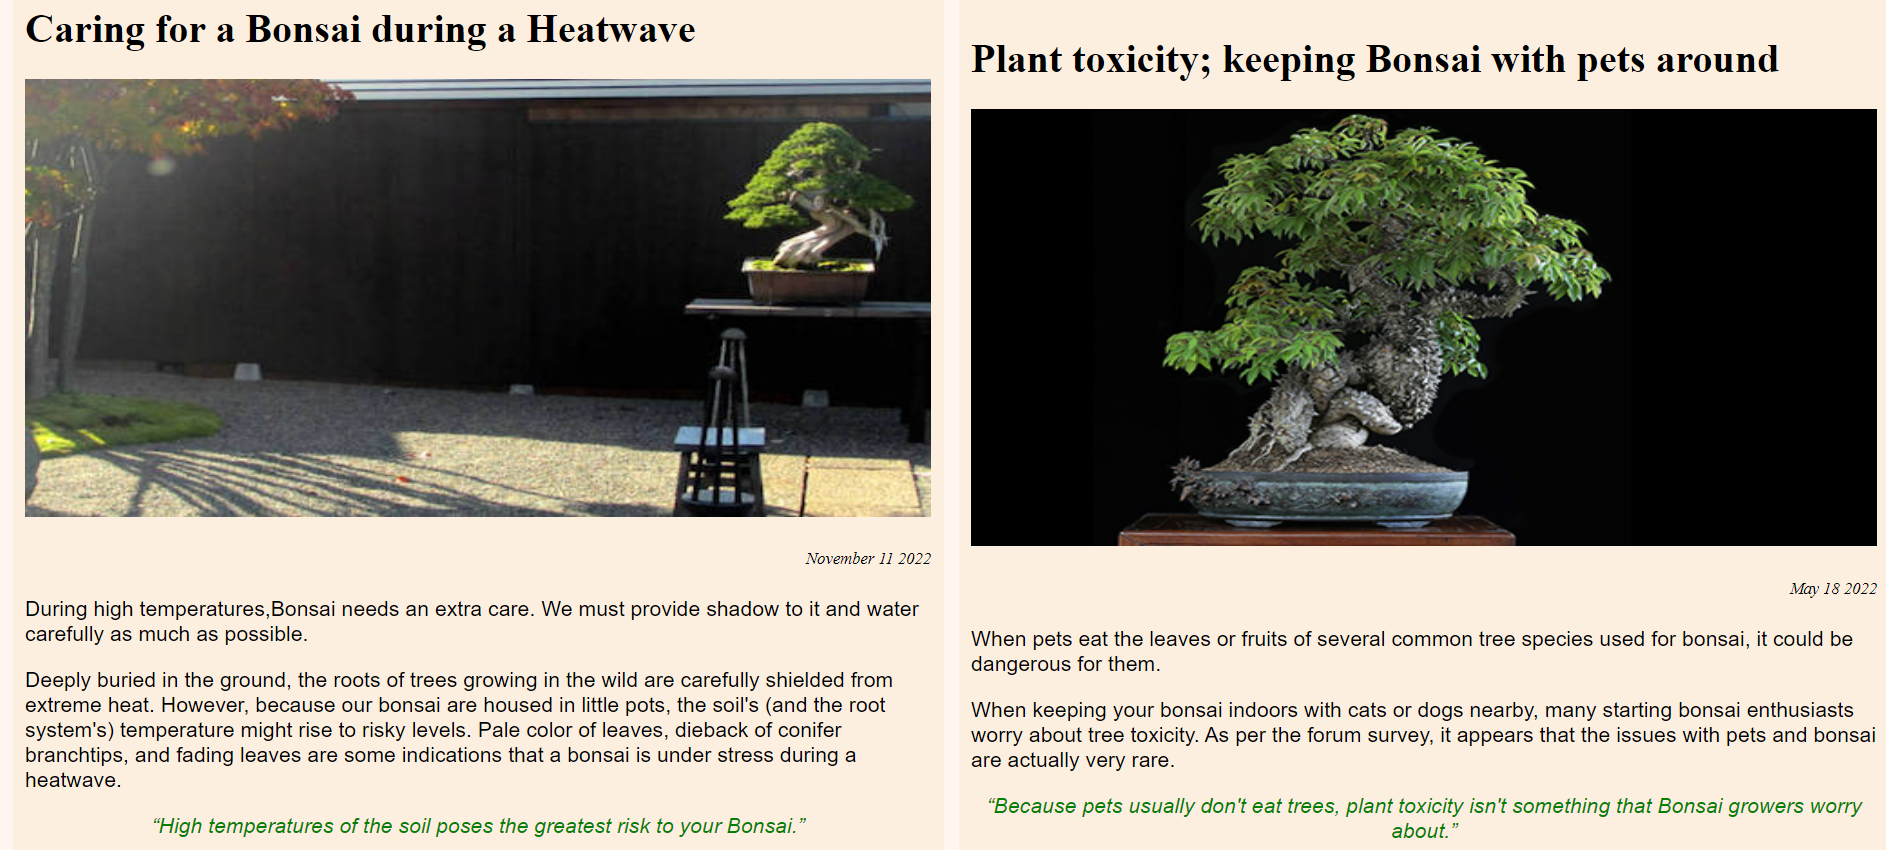 Caring for a Bonsai during a Heatwave
November 11 2022
During high temperatures,Bonsai needs an extra care. We must provide shadow to it and water
carefully as much as possible.
Deeply buried in the ground, the roots of trees growing in the wild are carefully shielded from
extreme heat. However, because our bonsai are housed in little pots, the soil's (and the root
system's) temperature might rise to risky levels. Pale color of leaves, dieback of conifer
branchtips, and fading leaves are some indications that a bonsai is under stress during a
heatwave.
“High temperatures of the soil poses the greatest risk to your Bonsai.”
Plant toxicity; keeping Bonsai with pets around
May 18 2022
When pets eat the leaves or fruits of several common tree species used for bonsai, it could be
dangerous for them.
When keeping your bonsai indoors with cats or dogs nearby, many starting bonsai enthusiasts
worry about tree toxicity. As per the forum survey, it appears that the issues with pets and bonsai
are actually very rare.
“Because pets usually don't eat trees, plant toxicity isn't something that Bonsai growers worry
about.”